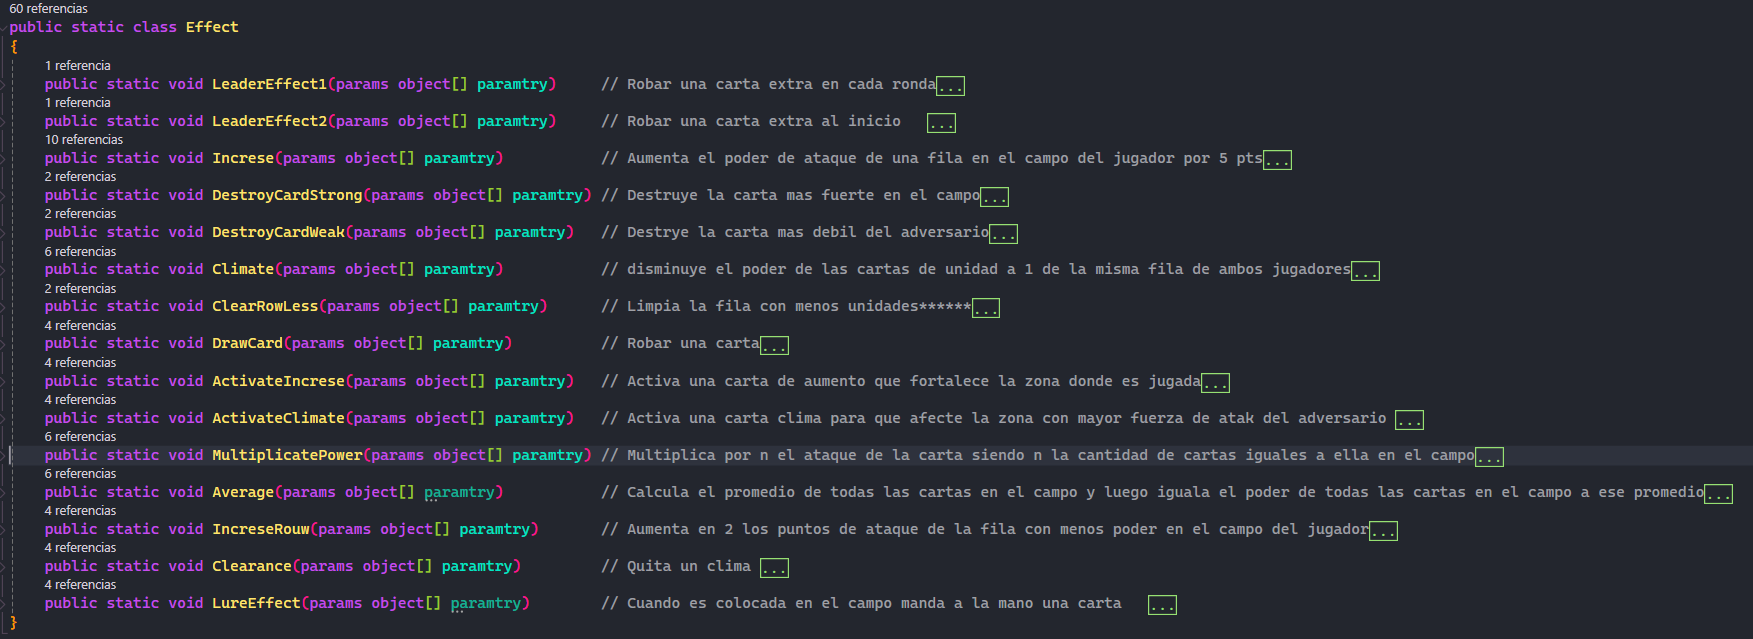 60 referencias
public static class Effect
{
1 referencia
public static void LeaderEffect1(params object[] paramtry) // Robar una carta extra en cada ronda...
1 referencia
public static void LeaderEffect2(params object[] paramtry) // Robar una carta extra al inicio ...
10 referencias
public static void Increse(params object[] paramtry) // Aumenta el poder de ataque de una fila en el campo del jugador por 5 pts...
2 referencias
public static void DestroyCardStrong(params object[] paramtry) // Destruye la carta mas fuerte en el campo...
2 referencias
public static void DestroyCardWeak(params object[] paramtry) // Destrye la carta mas debil del adversario...
6 referencias
public static void Climate(params object[] paramtry) // disminuye el poder de las cartas de unidad a 1 de la misma fila de ambos jugadores...
2 referencias
public static void ClearRowLess(params object[] paramtry) // Limpia la fila con menos unidades******...
4 referencias
public static void DrawCard(params object[] paramtry) // Robar una carta...
4 referencias
public static void ActivateIncrese(params object[] paramtry) // Activa una carta de aumento que fortalece la zona donde es jugada...
4 referencias
public static void ActivateClimate(params object[] paramtry) // Activa una carta clima para que afecte la zona con mayor fuerza de atak del adversario ...
6 referencias
public static void MultiplicatePower(params object[] paramtry) // Multiplica por n el ataque de la carta siendo n la cantidad de cartas iguales a ella en el campo...
6 referencias
public static void Average(params object[] paramtry) // Calcula el promedio de todas las cartas en el campo y luego iguala el poder de todas las cartas en el campo a ese promedio...
4 referencias
public static void IncreseRouw(params object[] paramtry) // Aumenta en 2 los puntos de ataque de la fila con menos poder en el campo del jugador...
4 referencias
public static void Clearance(params object[] paramtry) // Quita un clima ...
4 referencias
public static void LureEffect(params object[] paramtry) // Cuando es colocada en el campo manda a la mano una carta ...
}